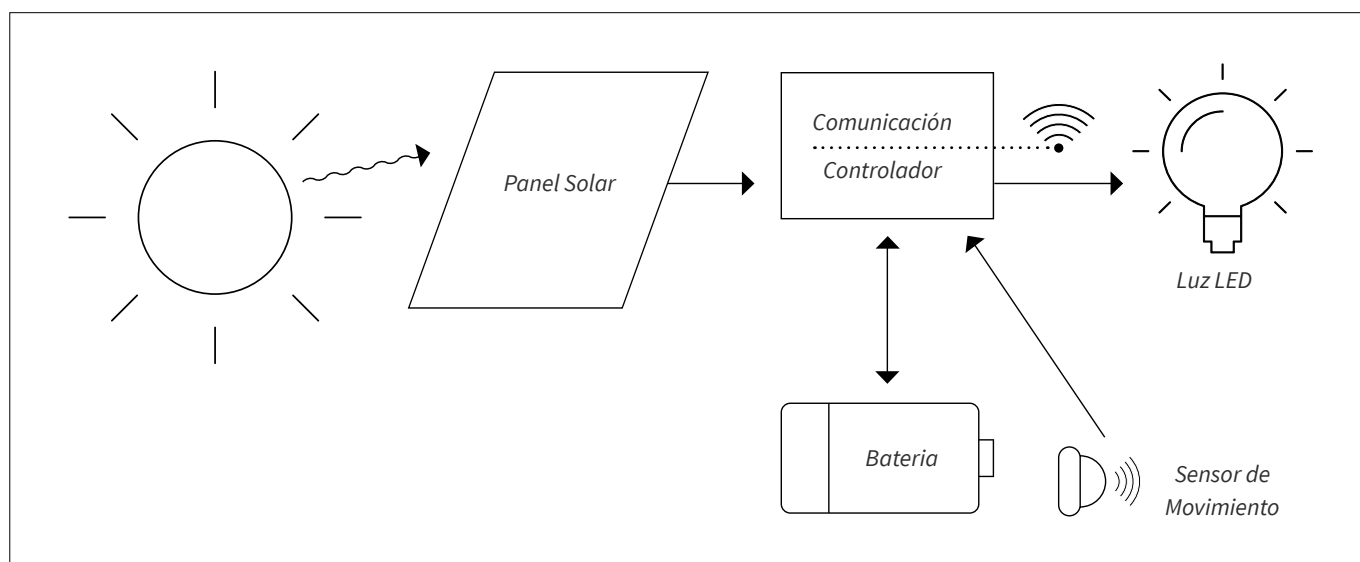 Comunicación
Panel Solar
Controlador
Luz LED
Bateria
Sensor de
Movimiento